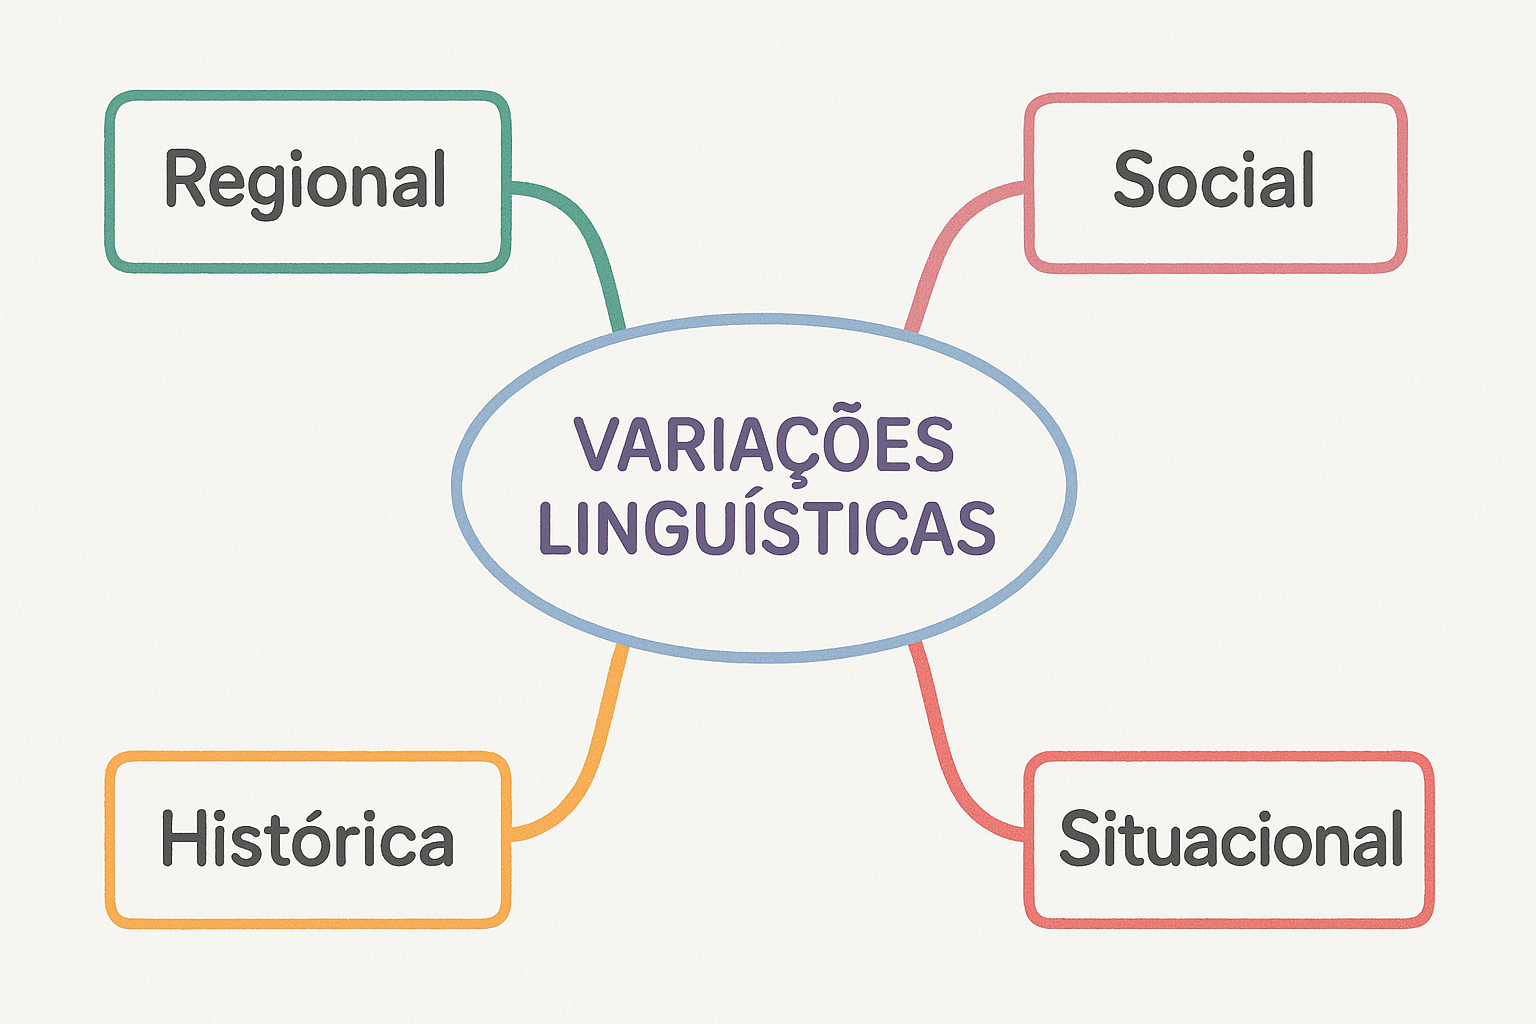 Regional
Social
VARIAÇÕES
LINGUÍSTICAS
Histórica
Situacional